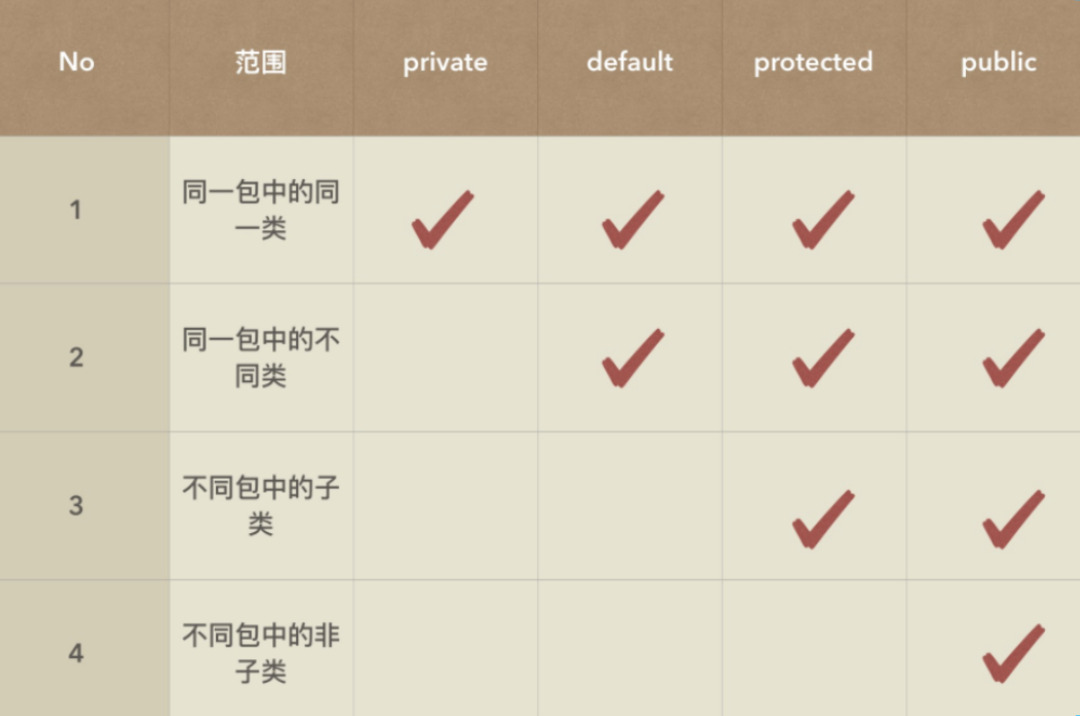 No 范围 private default protected public
1 同一包中的同
一类
2 同一包中的不
同类
3 不同包中的子
类
4 不同包中的非
子类